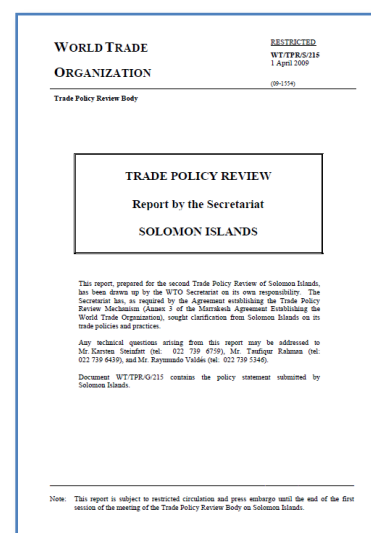 WORLD TRADE
ORGANIZATION
RESTRICTED
WT/TPR/S/215
1 April 2009
(09-1554)
Trade Policy Review Body
TRADE POLICY REVIEW
Report by the Secretariat
SOLOMON ISLANDS
This report, prepared for the second Trade Policy Review of Solomon Islands,
has been drawn up by the WTO Secretariat on its own responsibility. The
Secretariat has, as required by the Agreement establishing the Trade Policy
Review Mechanism (Annex 3 of the Marrakesh Agreement Establishing the
World Trade Organization), sought clarification from Solomon Islands on its
trade policies and practices.
Any technical questions arising from this report may be addressed to
Mr. Karsten Steinfatt (tel: 022 739 6759), Mr. Taufiqur Rahman (tel:
022 739 6439), and Mr. Raymundo Valdés (tel: 022 739 5346).
Document WT/TPR/G/215 contains the policy statement submitted by
Solomon Islands.
Note: This report is subject to restricted circulation and press embargo until the end of the first
session of the meeting of the Trade Policy Review Body on Solomon Islands.